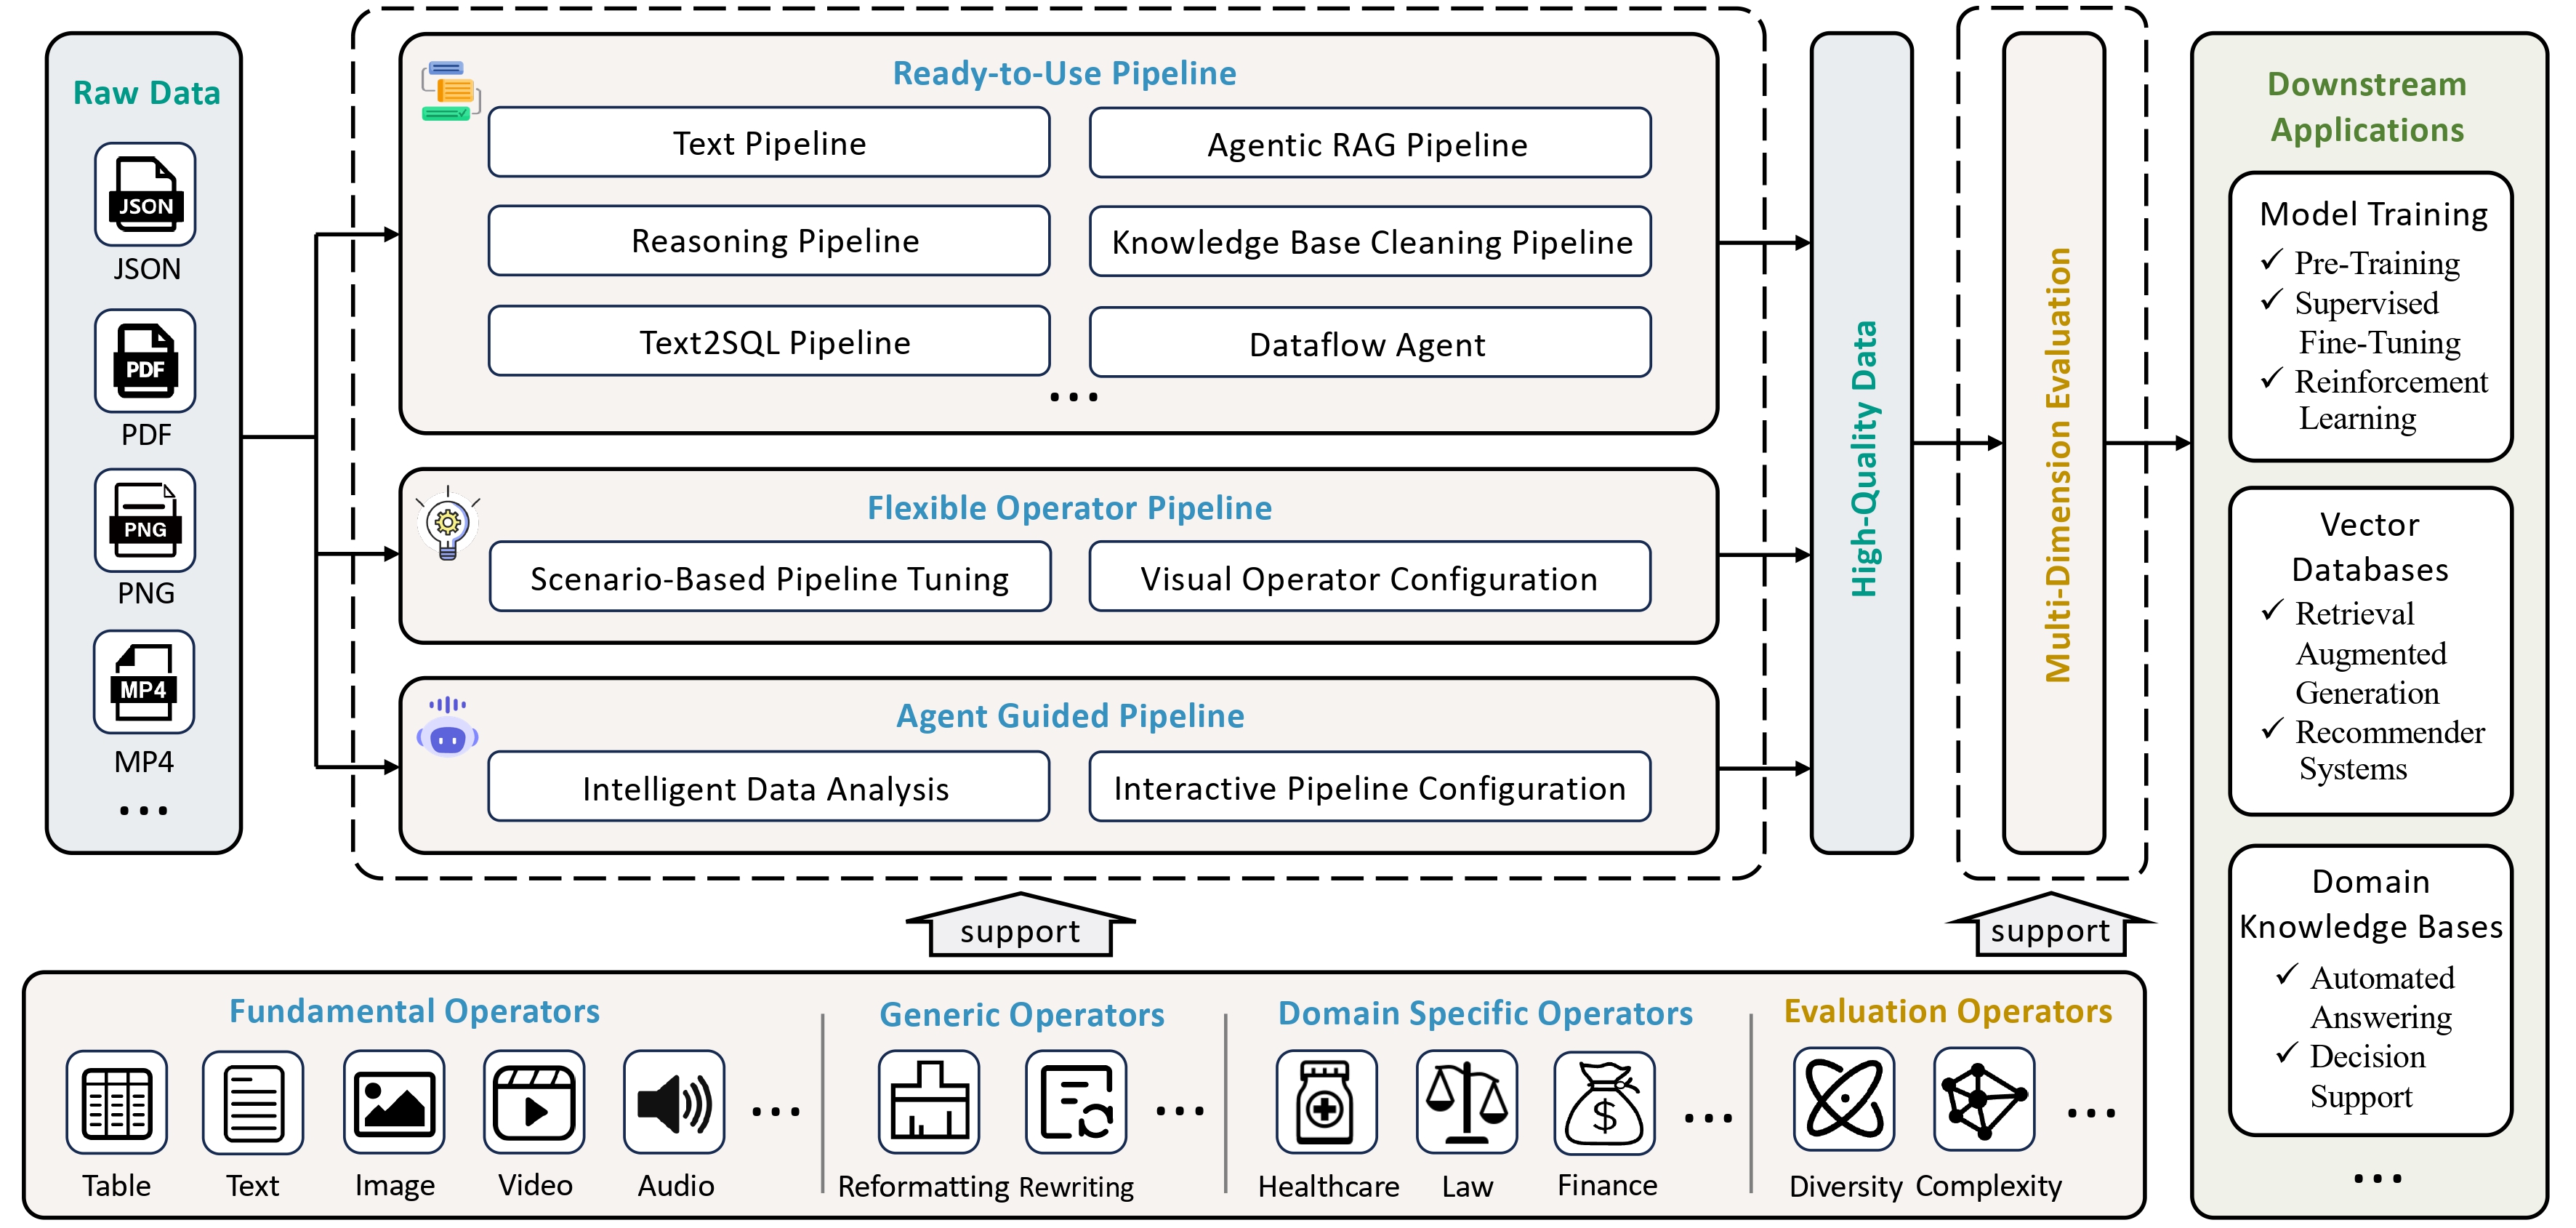 Raw Data
JSON
JSON
PDF
PDF
PNG
PNG
MP4
MP4
...
Ready-to-Use Pipeline
Text Pipeline
Agentic RAG Pipeline
Reasoning Pipeline
Knowledge Base Cleaning Pipeline
Text2SQL Pipeline
Dataflow Agent
...
Flexible Operator Pipeline
Scenario-Based Pipeline Tuning
Visual Operator Configuration
Agent Guided Pipeline
Intelligent Data Analysis
Interactive Pipeline Configuration
High-Quality Data
Multi-Dimension Evaluation
Downstream
Applications
Model Training
✓ Pre-Training
✓ Supervised
Fine-Tuning
✓ Reinforcement
Learning
Vector
Databases
✓ Retrieval
Augmented
Generation
✓ Recommender
Systems
Domain
Knowledge Bases
✓ Automated
Answering
✓ Decision
Support
...
support
support
Fundamental Operators
Table
Text
Image
Video
Audio
...
Generic Operators
Reformatting
Rewriting
...
Domain Specific Operators
Healthcare
Law
$
Finance
...
Evaluation Operators
Diversity
Complexity
...